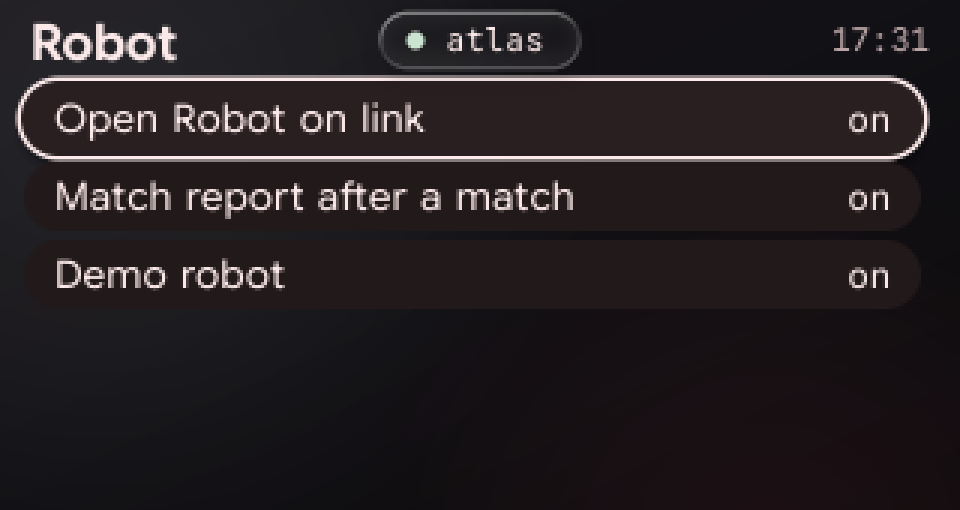 Robot
atlas
17:31
Open Robot on link on
Match report after a match on
Demo robot on